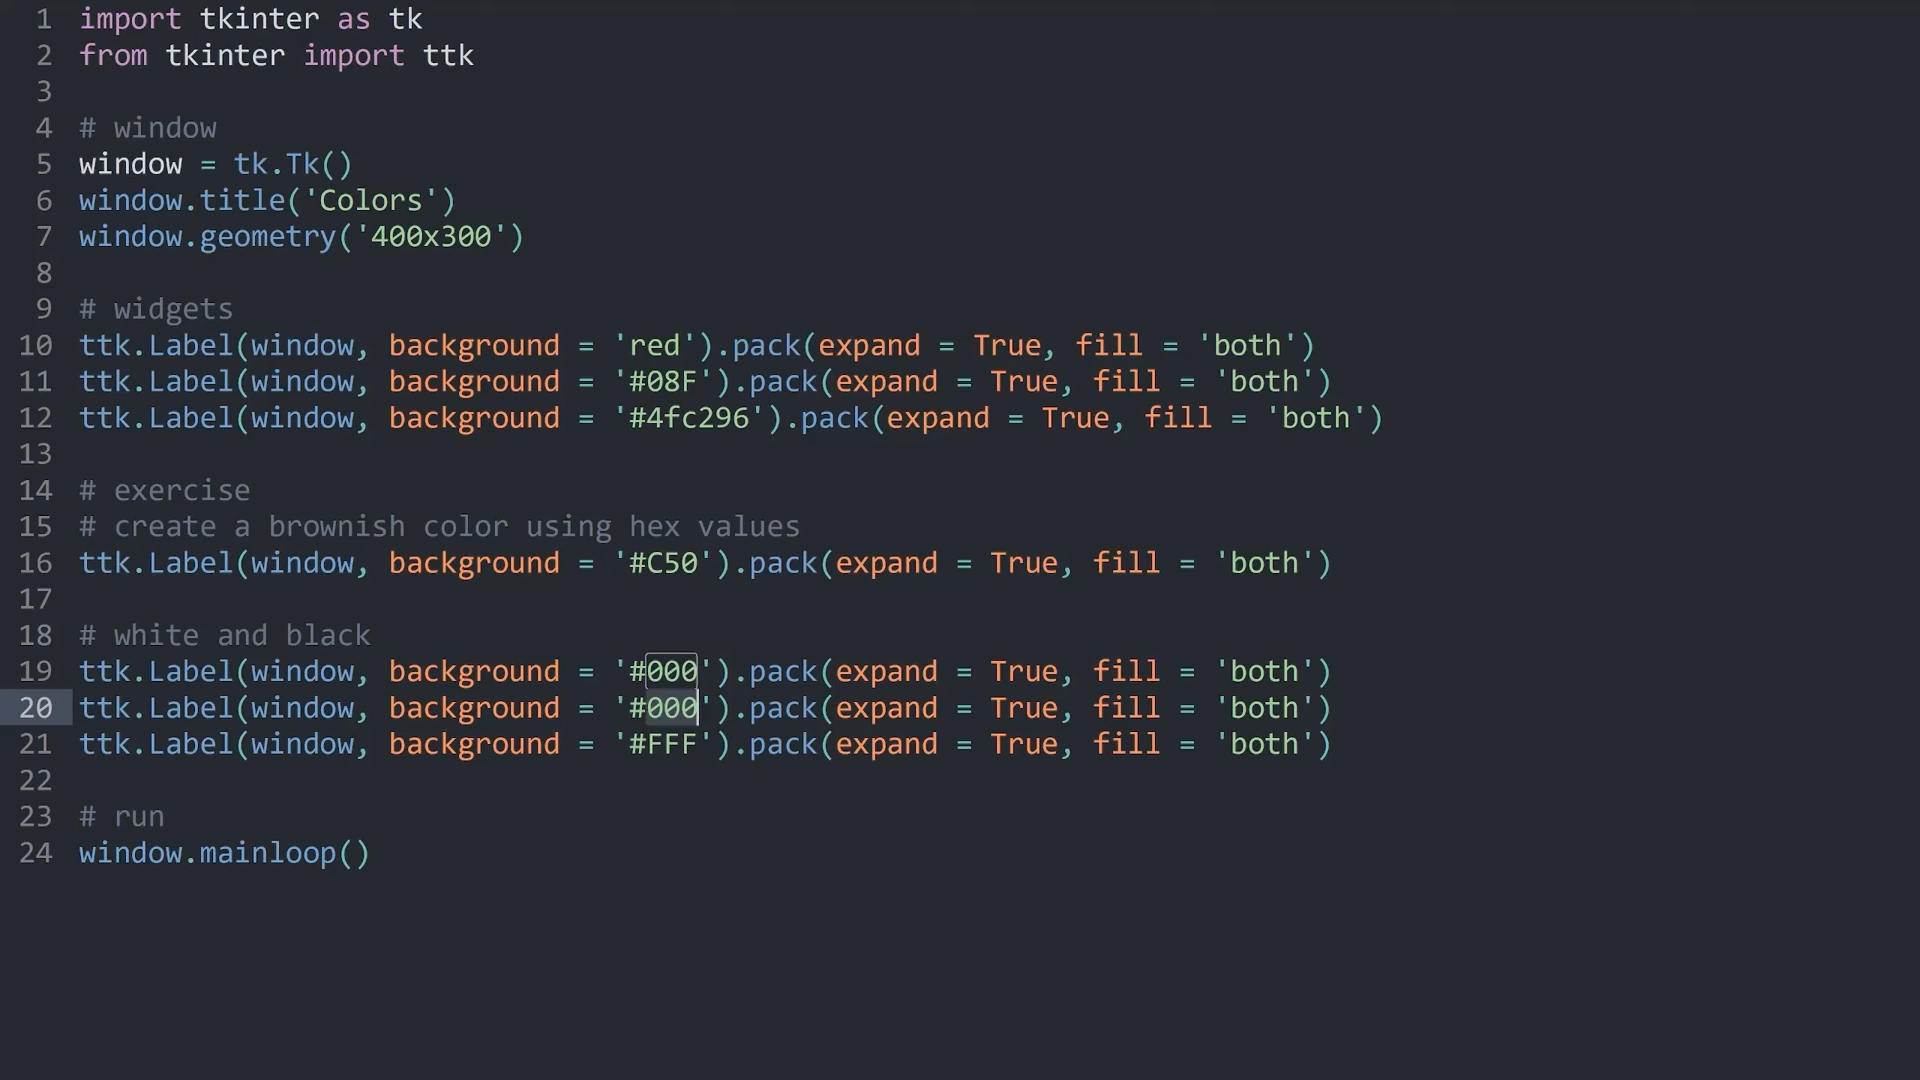 1 import tkinter as tk
2 from tkinter import ttk
3
4 # window
5 window = tk.Tk()
6 window.title('Colors')
7 window.geometry('400x300')
8
9 # widgets
10 ttk.Label(window, background = 'red').pack(expand = True, fill = 'both')
11 ttk.Label(window, background = '#08F').pack(expand = True, fill = 'both')
12 ttk.Label(window, background = '#4fc296').pack(expand = True, fill = 'both')
13
14 # exercise
15 # create a brownish color using hex values
16 ttk.Label(window, background = '#C50').pack(expand = True, fill = 'both')
17
18 # white and black
19 ttk.Label(window, background = '#000').pack(expand = True, fill = 'both')
20 ttk.Label(window, background = '#000').pack(expand = True, fill = 'both')
21 ttk.Label(window, background = '#FFF').pack(expand = True, fill = 'both')
22
23 # run
24 window.mainloop()